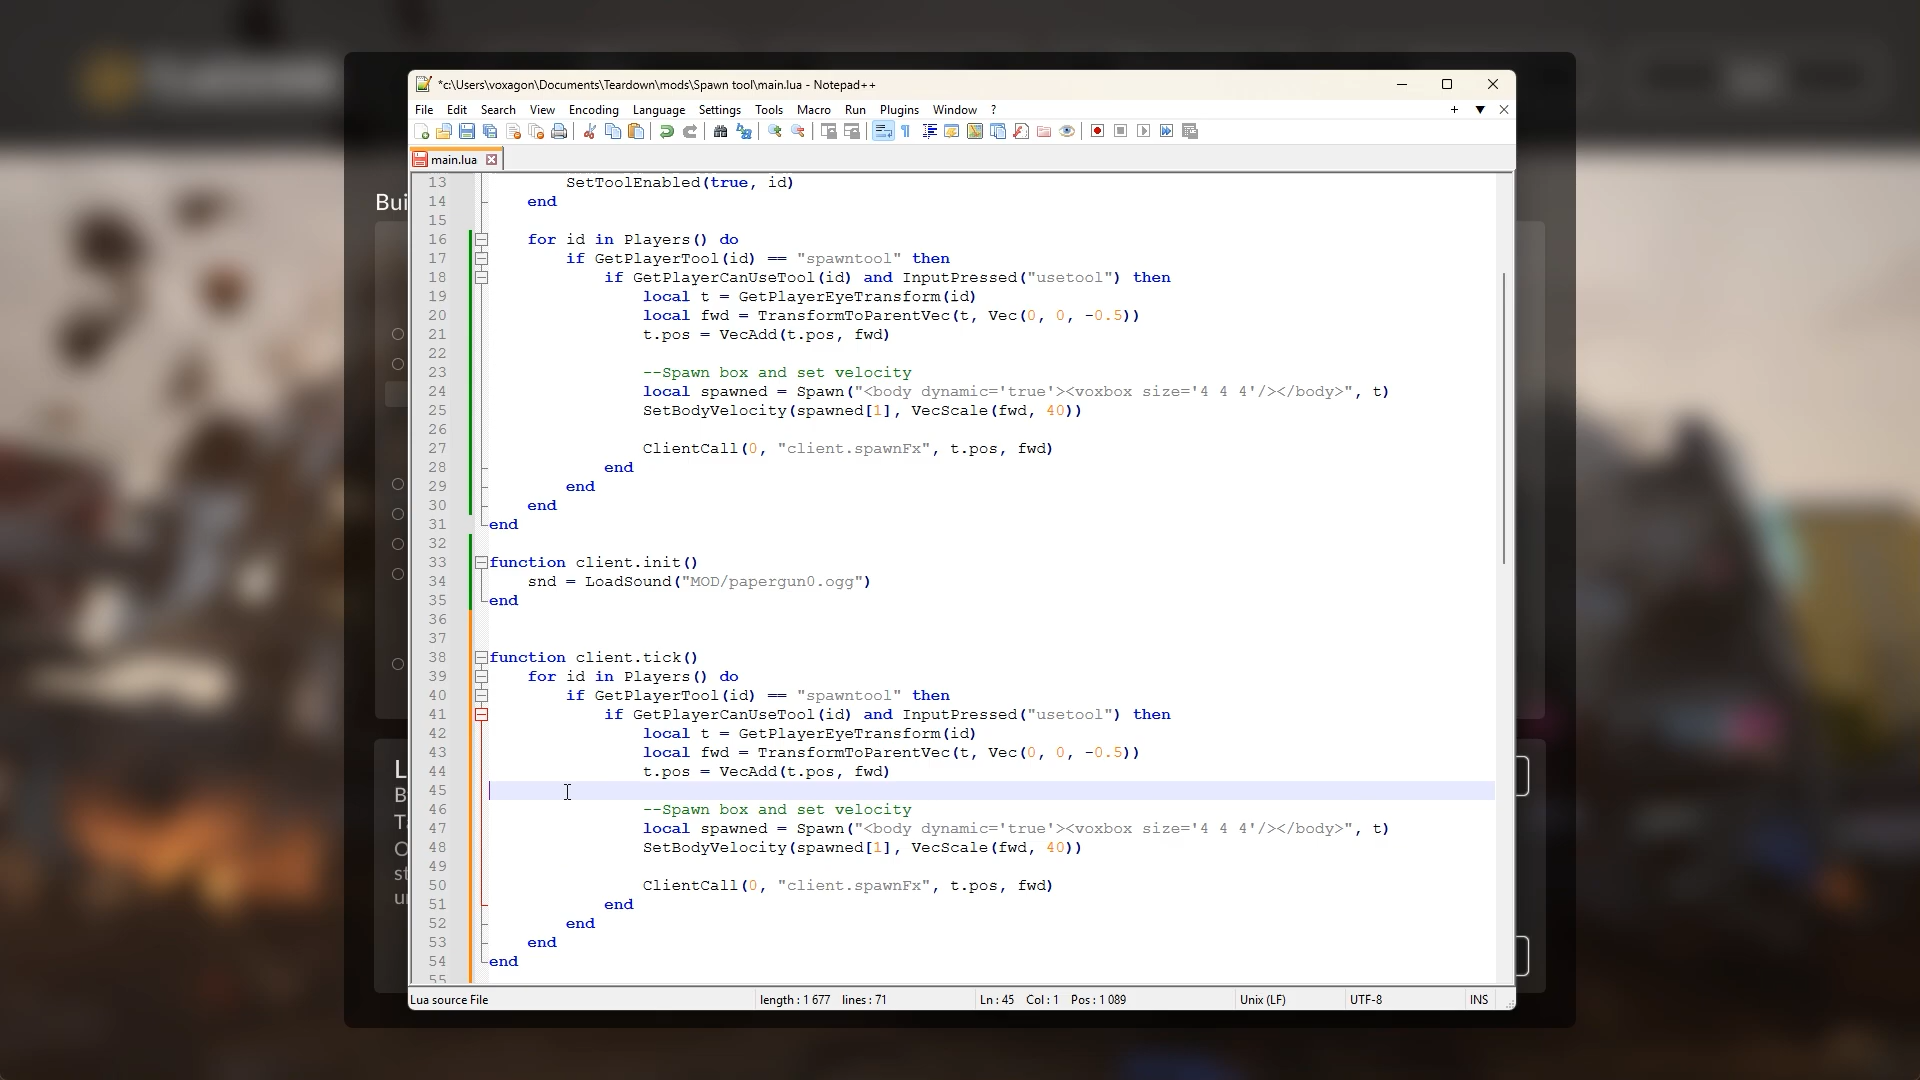 *c:\Users\voxagon\Documents\Teardown\mods\Spawn tool\main.lua - Notepad++
File Edit Search View Encoding Language Settings Tools Macro Run Plugins Window ?
main.lua
13 SetToolEnabled(true, id)
14 end
15
16 for id in Players() do
17 if GetPlayerTool(id) == "spawntool" then
18 if GetPlayerCanUseTool(id) and InputPressed("usetool") then
19 local t = GetPlayerEyeTransform(id)
20 local fwd = TransformToParentVec(t, Vec(0, 0, -0.5))
21 t.pos = VecAdd(t.pos, fwd)
22
23 --Spawn box and set velocity
24 local spawned = Spawn("<body dynamic='true'><voxbox size='4 4 4'/></body>", t)
25 SetBodyVelocity(spawned[1], VecScale(fwd, 40))
26
27 ClientCall(0, "client.spawnFx", t.pos, fwd)
28 end
29 end
30 end
31 end
32
33 function client.init()
34 snd = LoadSound("MOD/papergun0.ogg")
35 end
36
37
38 function client.tick()
39 for id in Players() do
40 if GetPlayerTool(id) == "spawntool" then
41 if GetPlayerCanUseTool(id) and InputPressed("usetool") then
42 local t = GetPlayerEyeTransform(id)
43 local fwd = TransformToParentVec(t, Vec(0, 0, -0.5))
44 t.pos = VecAdd(t.pos, fwd)
45
46 --Spawn box and set velocity
47 local spawned = Spawn("<body dynamic='true'><voxbox size='4 4 4'/></body>", t)
48 SetBodyVelocity(spawned[1], VecScale(fwd, 40))
49
50 ClientCall(0, "client.spawnFx", t.pos, fwd)
51 end
52 end
53 end
54 end
55
Lua source File length : 1 677 lines : 71 Ln : 45 Col : 1 Pos : 1 089 Unix (LF) UTF-8 INS
Bui
L
B
T